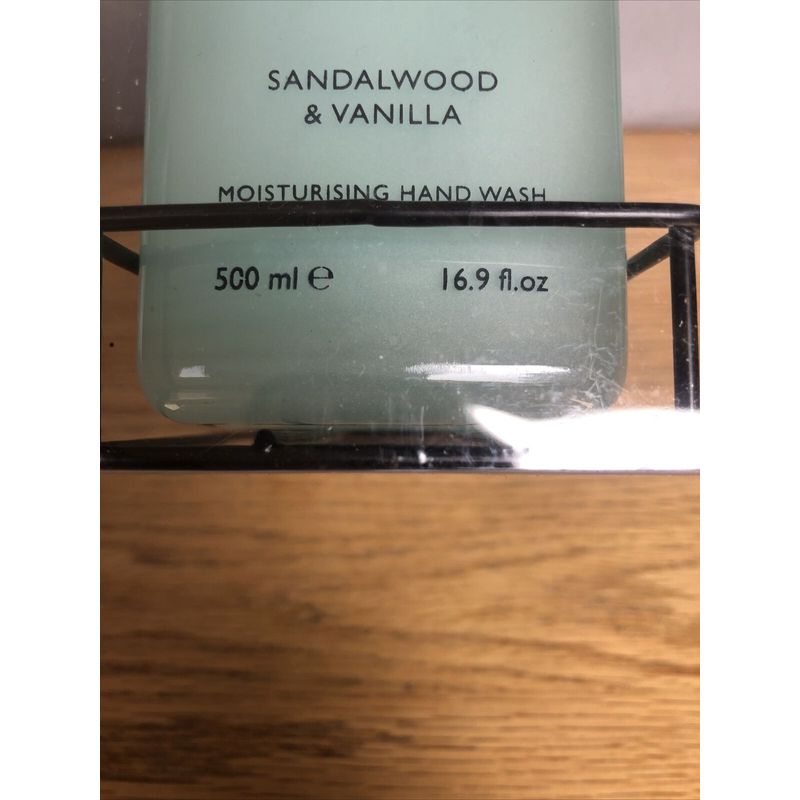 SANDALWOOD
& VANILLA
MOISTURISING HAND WASH
500 ml ℮ 16.9 fl.oz